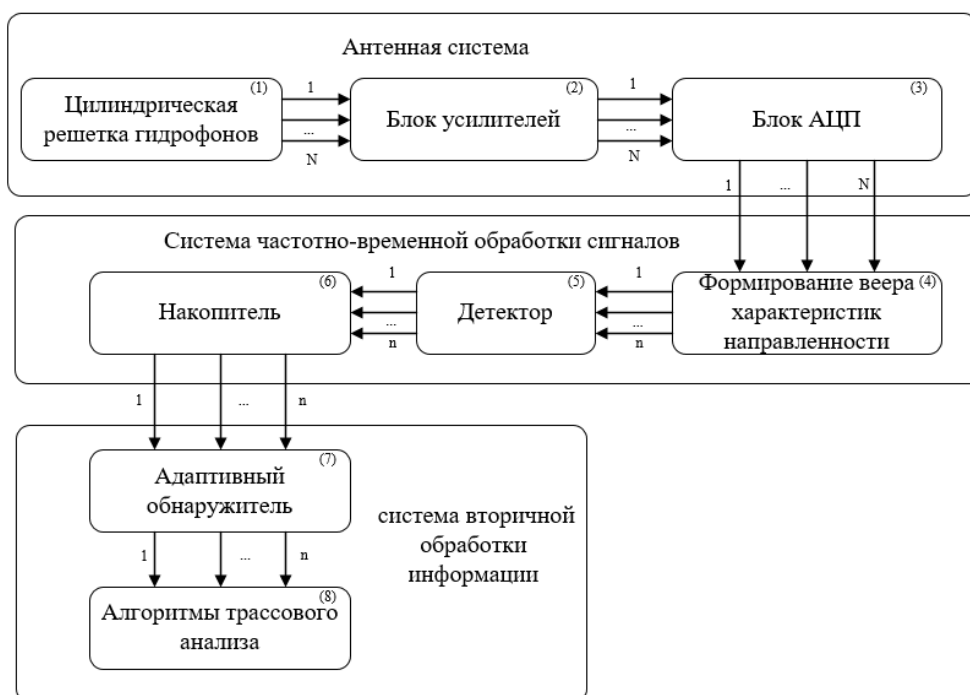 Антенная система
(1)
Цилиндрическая
решетка гидрофонов
1
...
N
(2)
Блок усилителей
1
...
N
(3)
Блок АЦП
1 ... N
Система частотно-временной обработки сигналов
(4)
Формирование веера
характеристик
направленности
1
...
n
(5)
Детектор
1
...
n
(6)
Накопитель
1 ... n
(7)
Адаптивный
обнаружитель
1 ... n
(8)
Алгоритмы трассового
анализа
система вторичной
обработки
информации